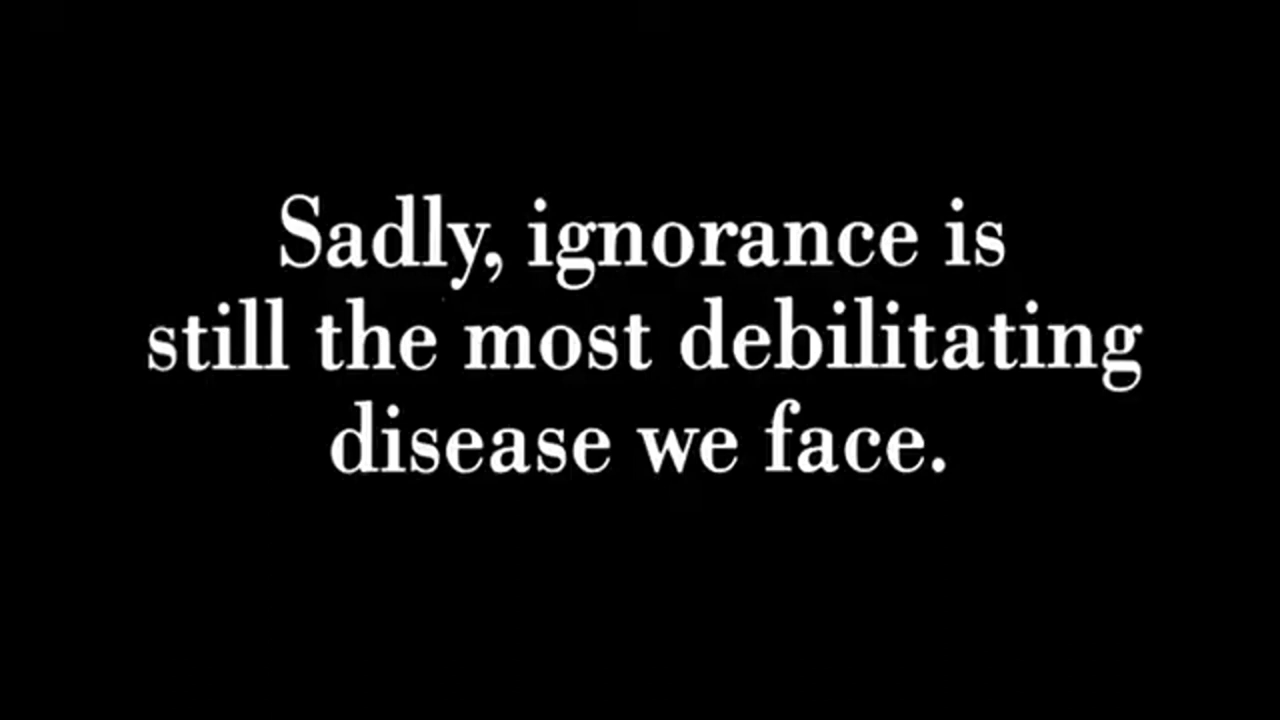 Sadly, ignorance is
still the most debilitating
disease we face.